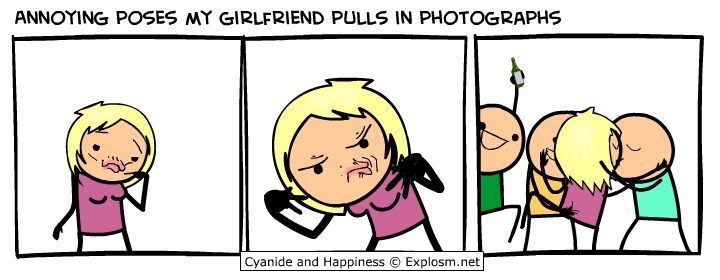 ANNOYING POSES MY GIRLFRIEND PULLS IN PHOTOGRAPHS
Cyanide and Happiness © Explosm.net